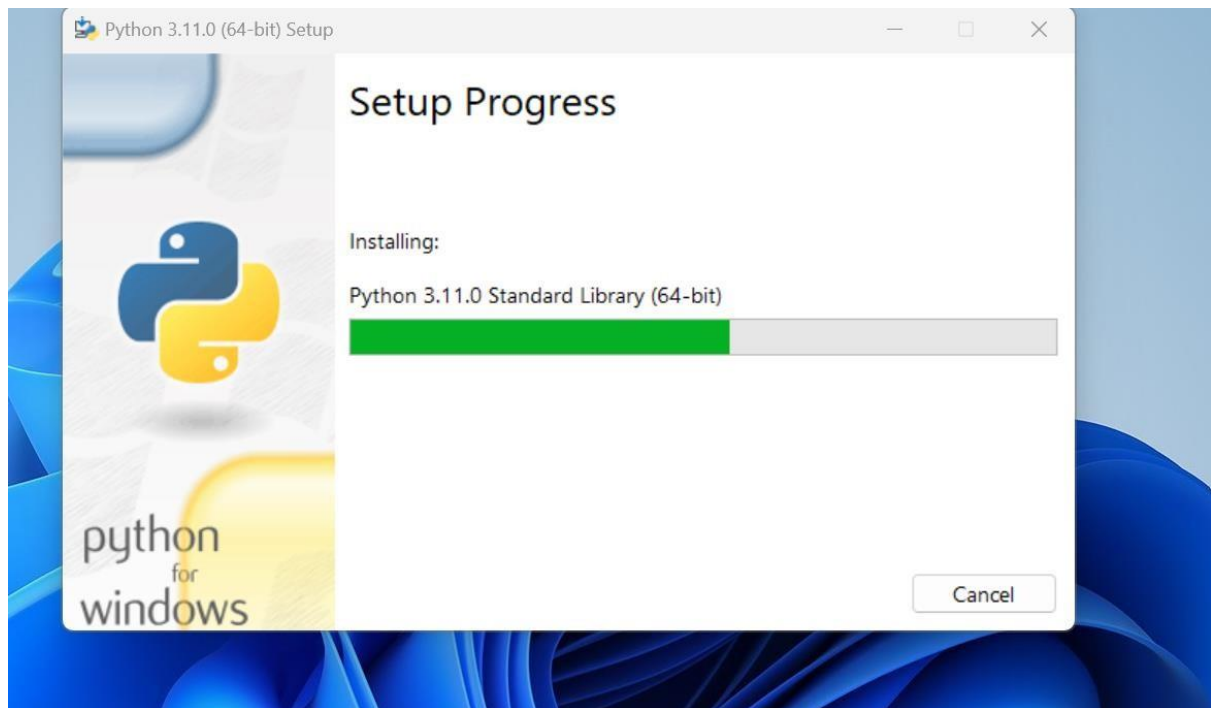 Python 3.11.0 (64-bit) Setup
Setup Progress
Installing:
Python 3.11.0 Standard Library (64-bit)
python
for
windows
Cancel